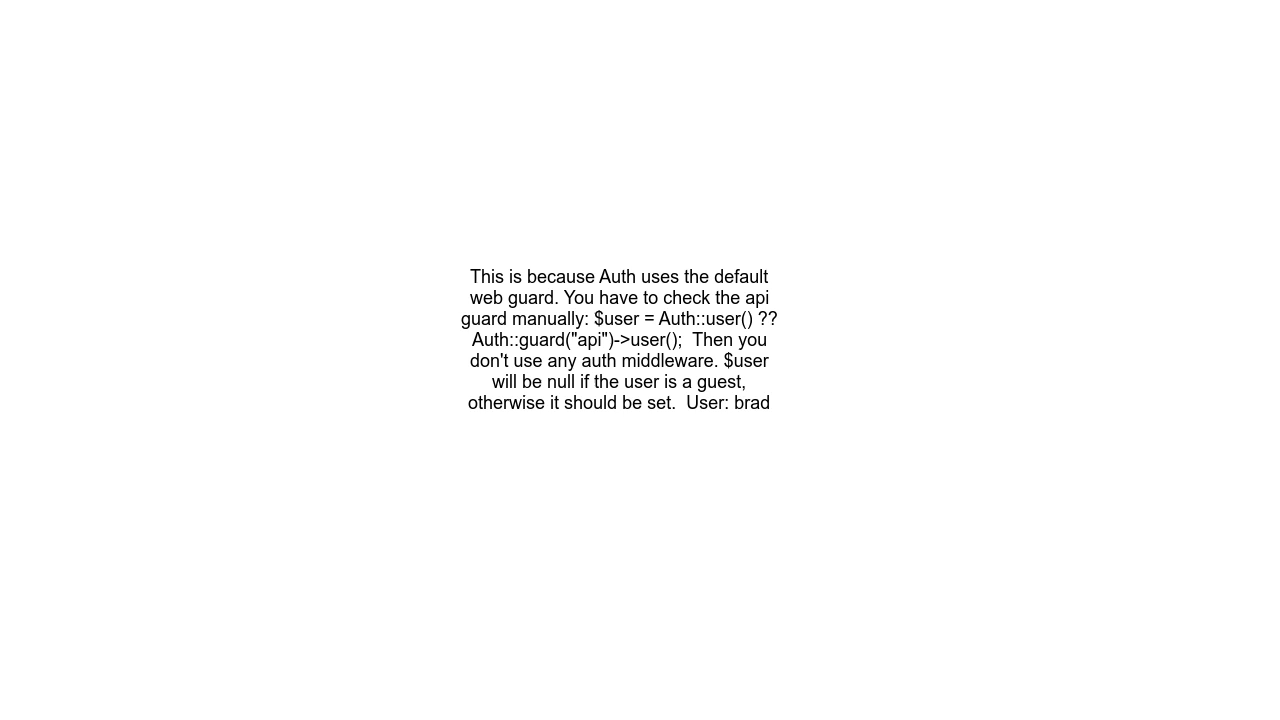 This is because Auth uses the default
web guard. You have to check the api
guard manually: $user = Auth::user() ??
Auth::guard("api")->user();  Then you
don't use any auth middleware. $user
will be null if the user is a guest,
otherwise it should be set.  User: brad